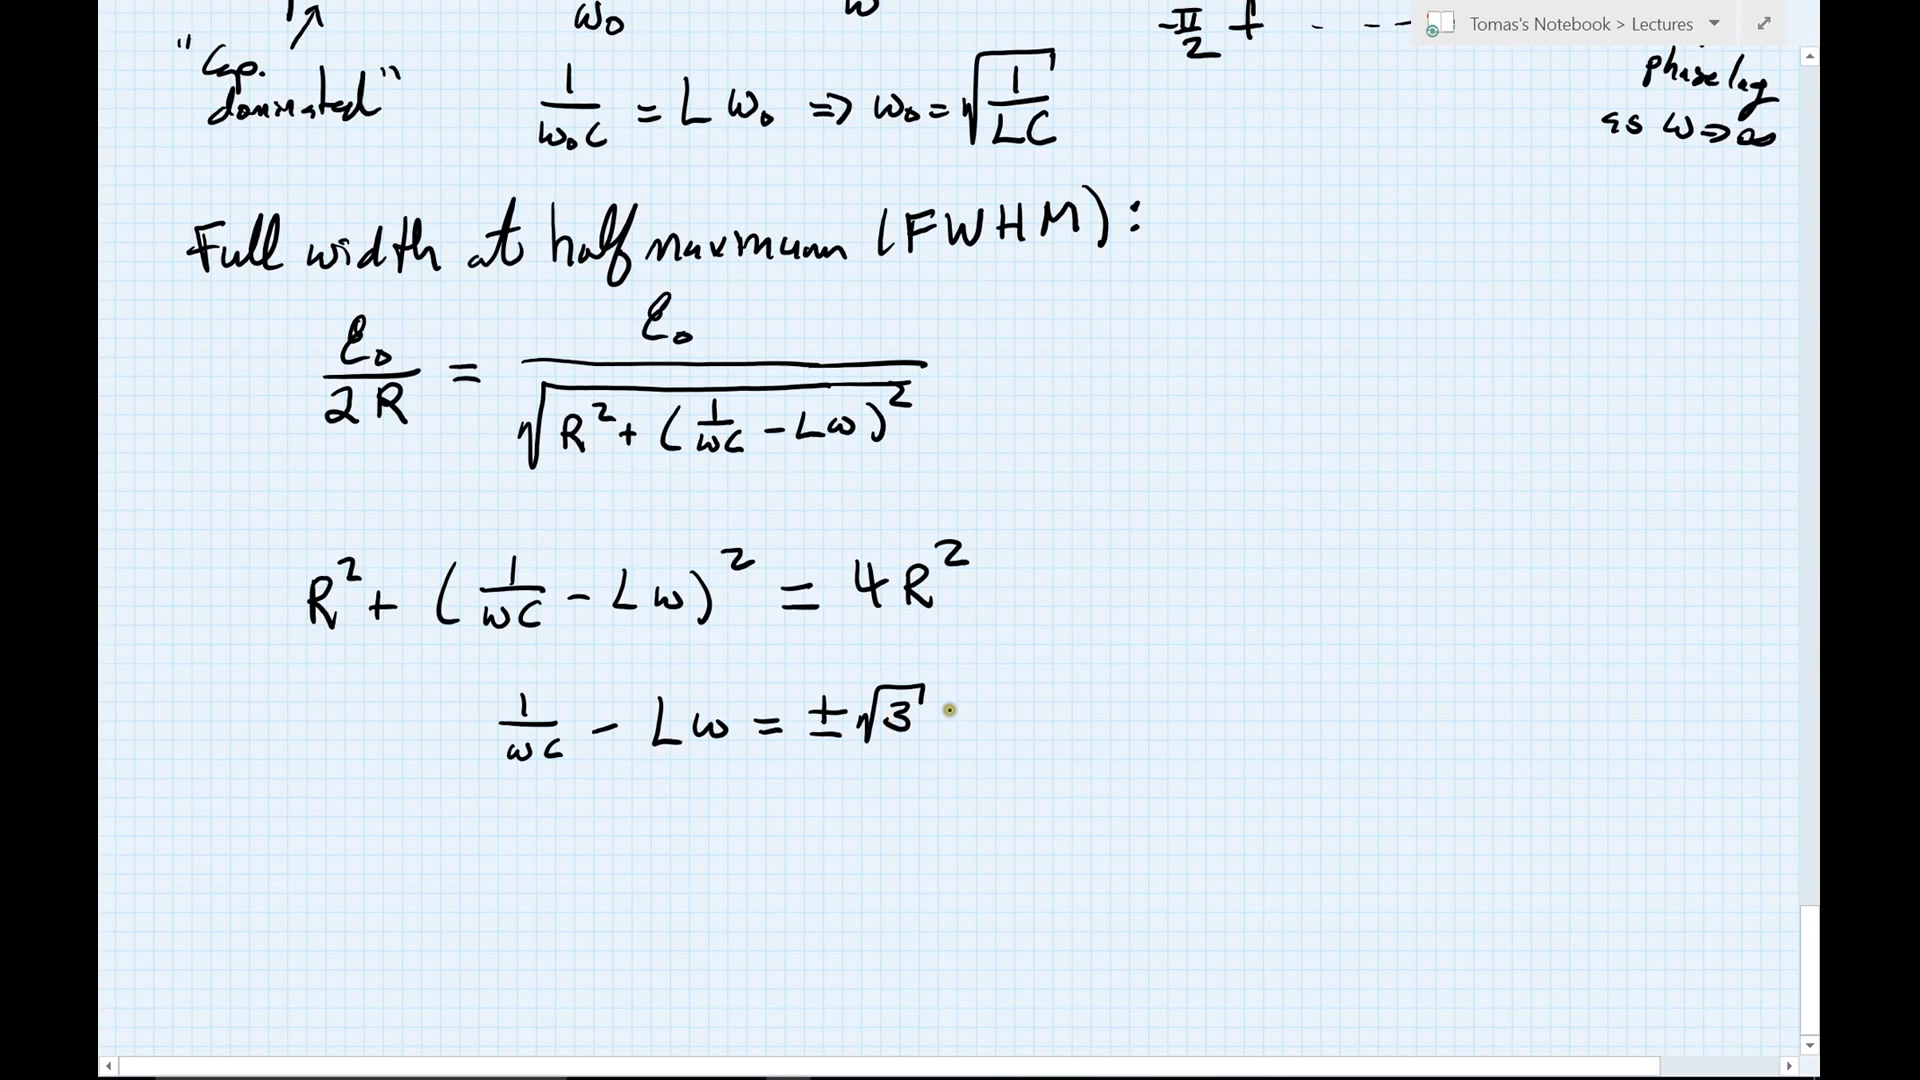 ω₀ ω -π/2
Tomas's Notebook > Lectures
"Cap.
dominated"
1/(ω₀C) = Lω₀ ⇒ ω₀ = √(1/(LC))
phase lag
as ω → ∞
Full width at half maximum (FWHM):
ℰ₀/(2R) = ℰ₀/√(R² + (1/(ωC) - Lω)²)
R² + (1/(ωC) - Lω)² = 4R²
1/(ωC) - Lω = ±√3